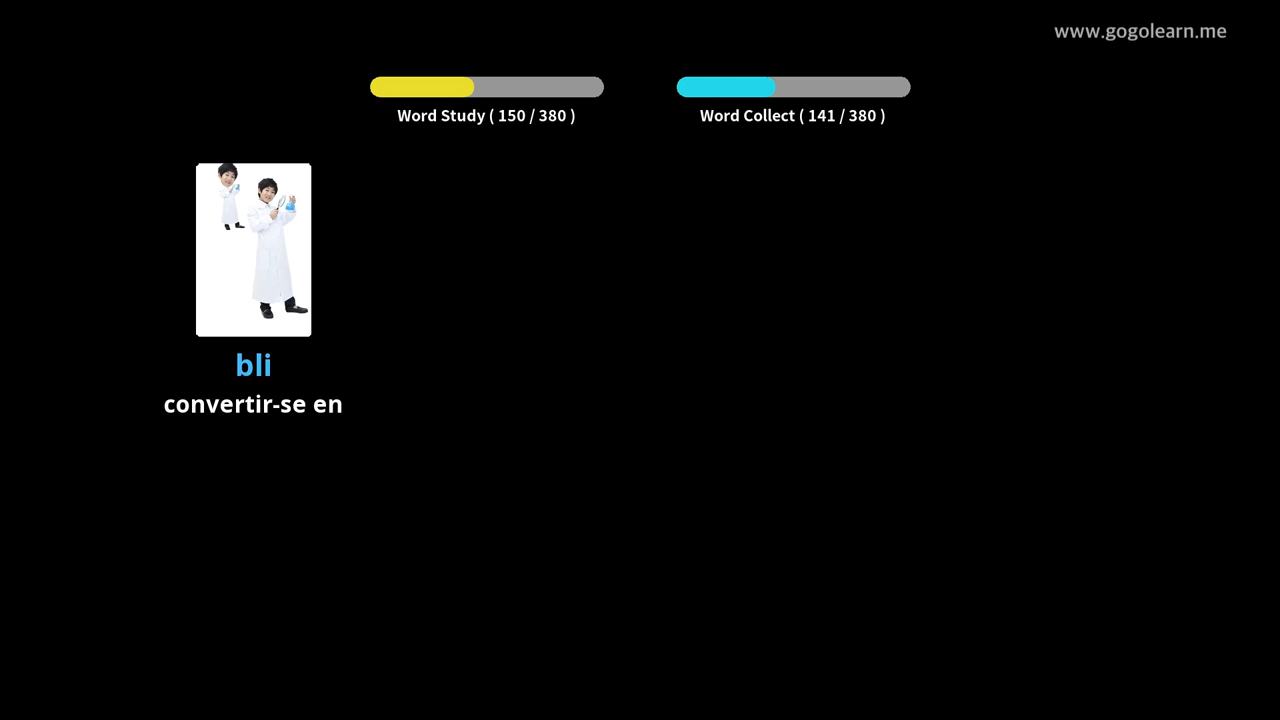 www.gogolearn.me
Word Study ( 150 / 380 )
Word Collect ( 141 / 380 )
bli
convertir-se en